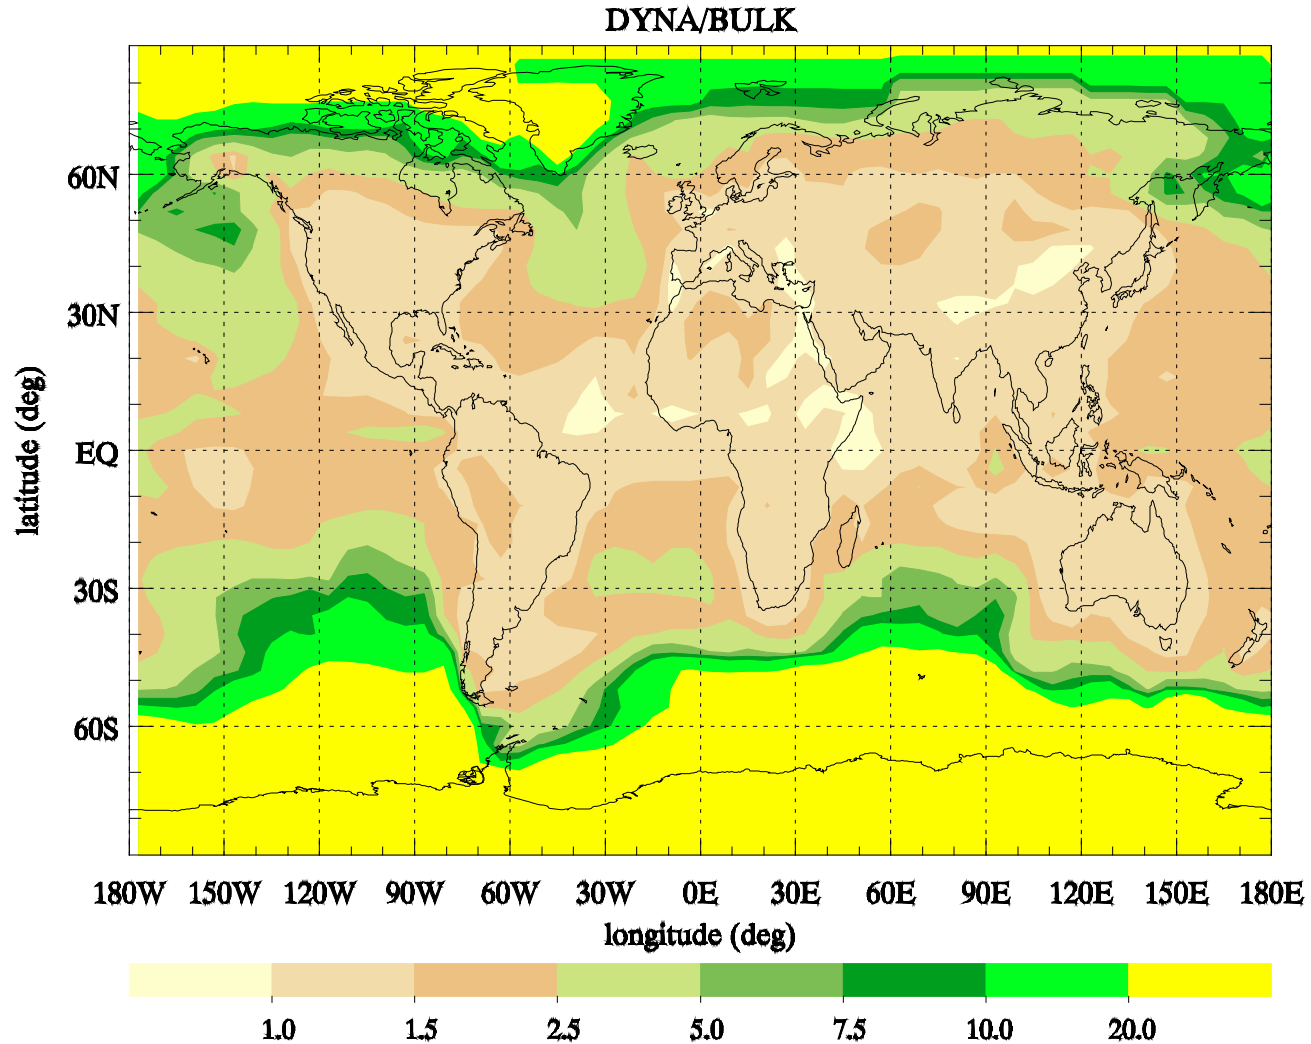 DYNA/BULK
60N
30N
EQ
30S
60S
latitude (deg)
180W 150W 120W 90W 60W 30W 0E 30E 60E 90E 120E 150E 180E
longitude (deg)
1.0 1.5 2.5 5.0 7.5 10.0 20.0